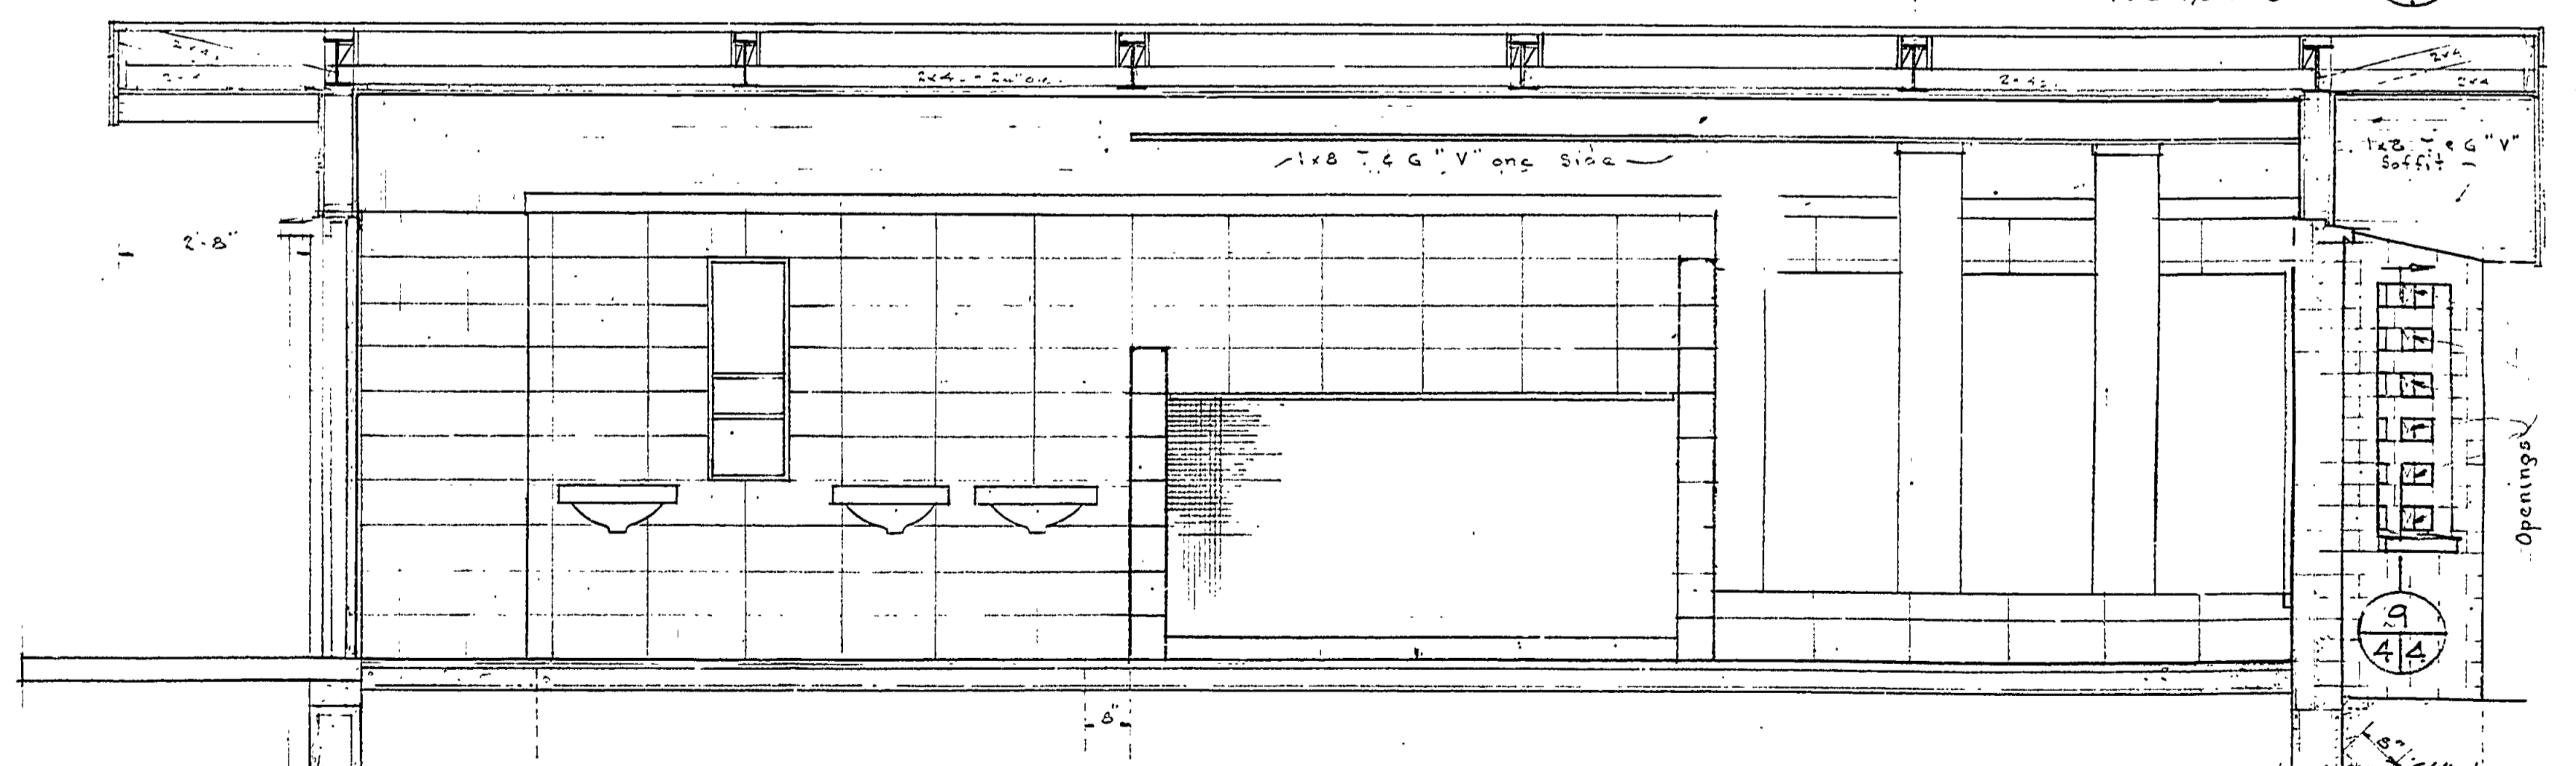 2x4
2x4 - 24" o.c.
2x4
2x4
1x8 T & G "V" one Side
1x8 T & G "V"
Soffit
2'-8"
Openings
9
4 4
8"
8"